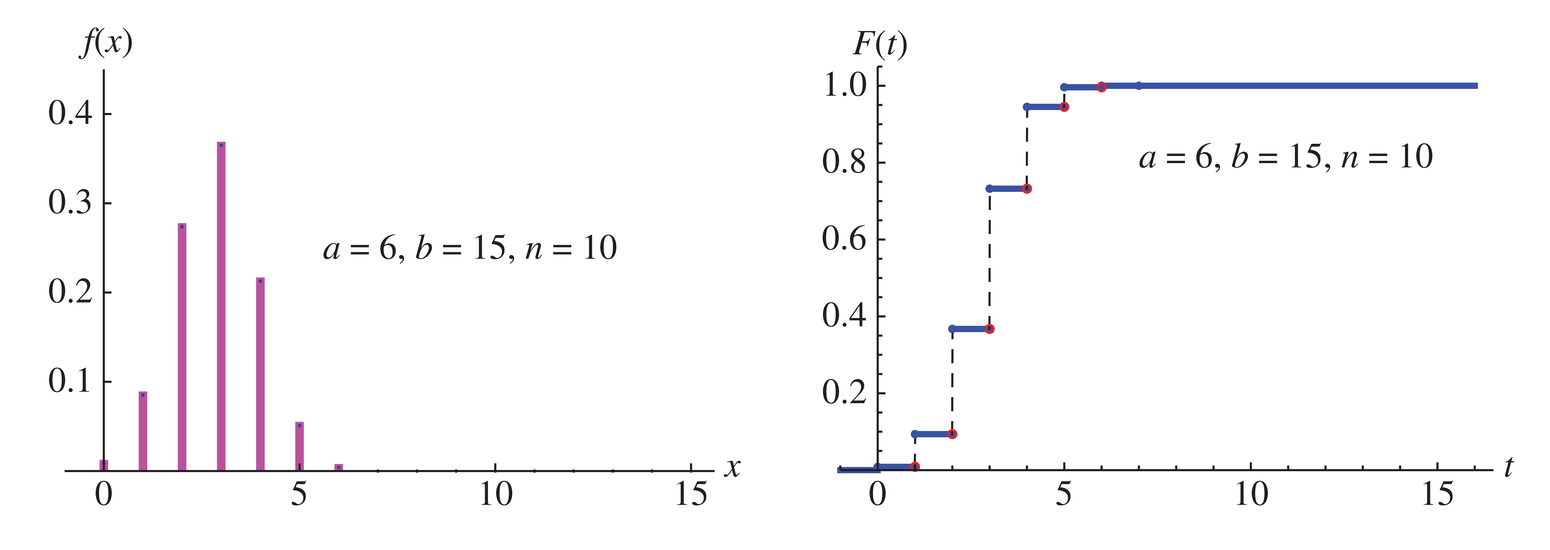 f(x)
0.4
0.3
0.2
0.1
a = 6, b = 15, n = 10
0 5 10 15 x
F(t)
1.0
0.8
0.6
0.4
0.2
a = 6, b = 15, n = 10
0 5 10 15 t